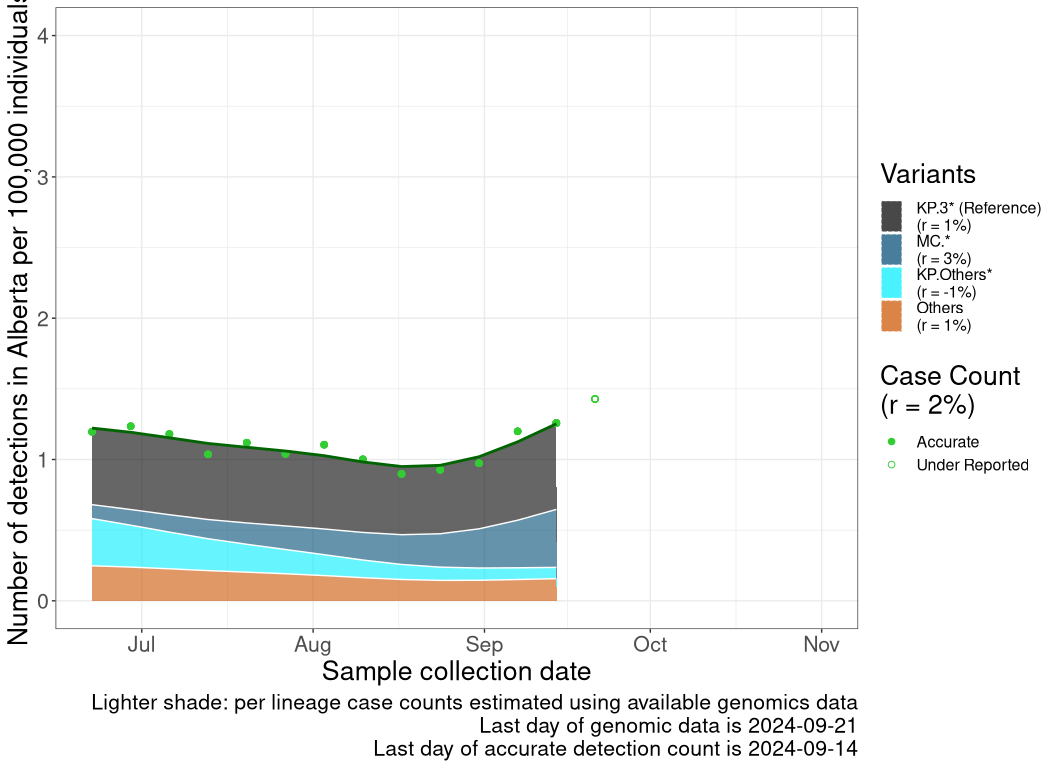 Number of detections in Alberta per 100,000 individuals
4
3
2
1
0
Jul
Aug
Sep
Oct
Nov
Sample collection date
Lighter shade: per lineage case counts estimated using available genomics data
Last day of genomic data is 2024-09-21
Last day of accurate detection count is 2024-09-14
Variants
KP.3* (Reference)
(r = 1%)
MC.*
(r = 3%)
KP.Others*
(r = -1%)
Others
(r = 1%)
Case Count
(r = 2%)
Accurate
Under Reported